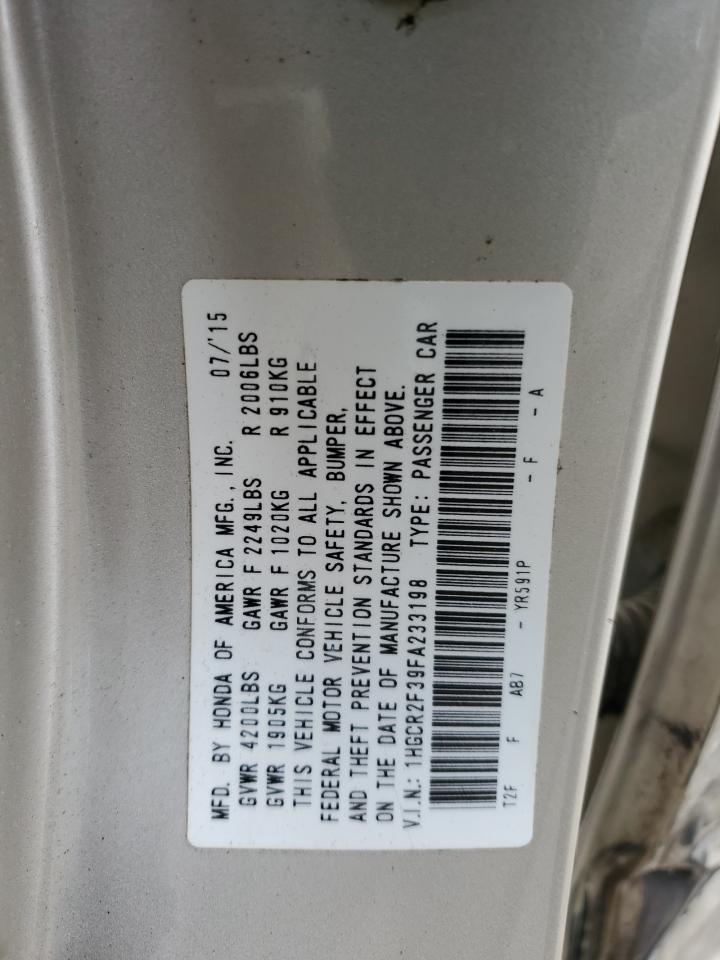 MFD. BY HONDA OF AMERICA MFG., INC. 07/'15
GVWR 4200LBS GAWR F 2249LBS R 2006LBS
GVWR 1905KG GAWR F 1020KG R 910KG
THIS VEHICLE CONFORMS TO ALL APPLICABLE
FEDERAL MOTOR VEHICLE SAFETY, BUMPER,
AND THEFT PREVENTION STANDARDS IN EFFECT
ON THE DATE OF MANUFACTURE SHOWN ABOVE.
V.I.N.: 1HGCR2F39FA233198 TYPE: PASSENGER CAR
T2F F AB7 - YR591P - F - A